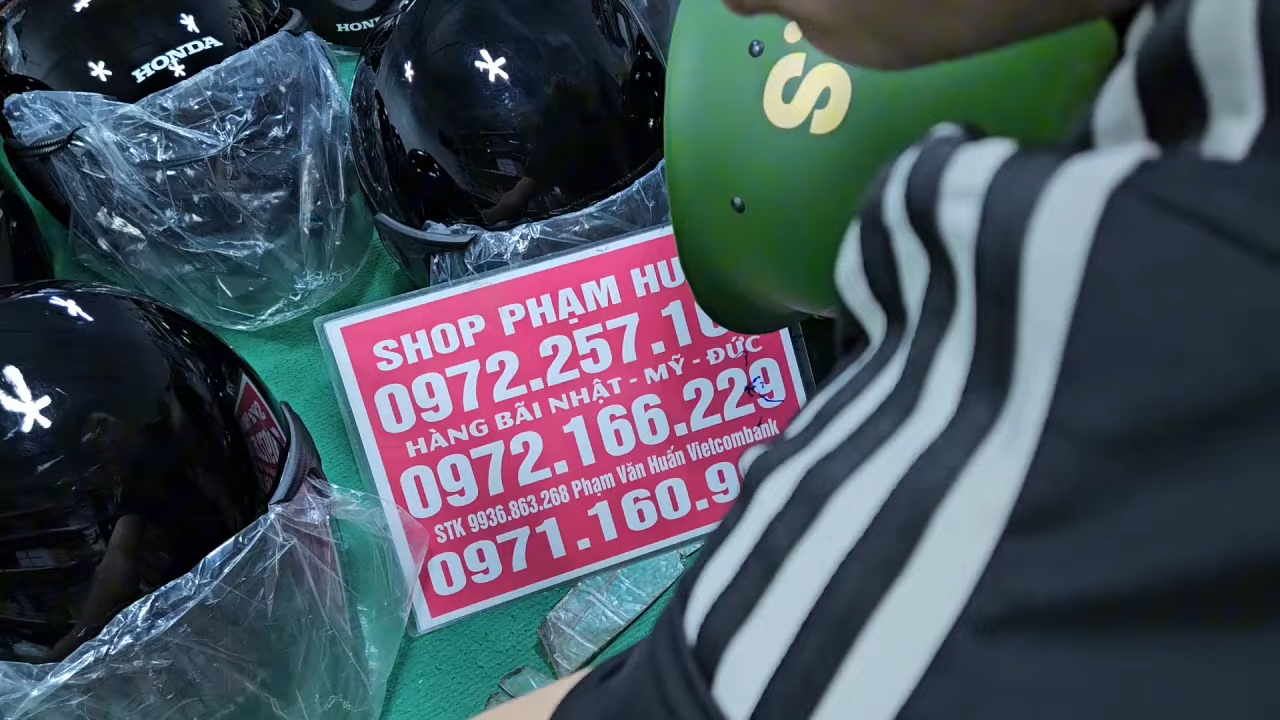 HONDA
HON
S.
SHOP PHẠM HU
0972.257.1
HÀNG BÃI NHẬT - MỸ - ĐỨC
0972.166.229
STK 9936.863.268 Phạm Văn Huấn Vietcombank
0971.160.9